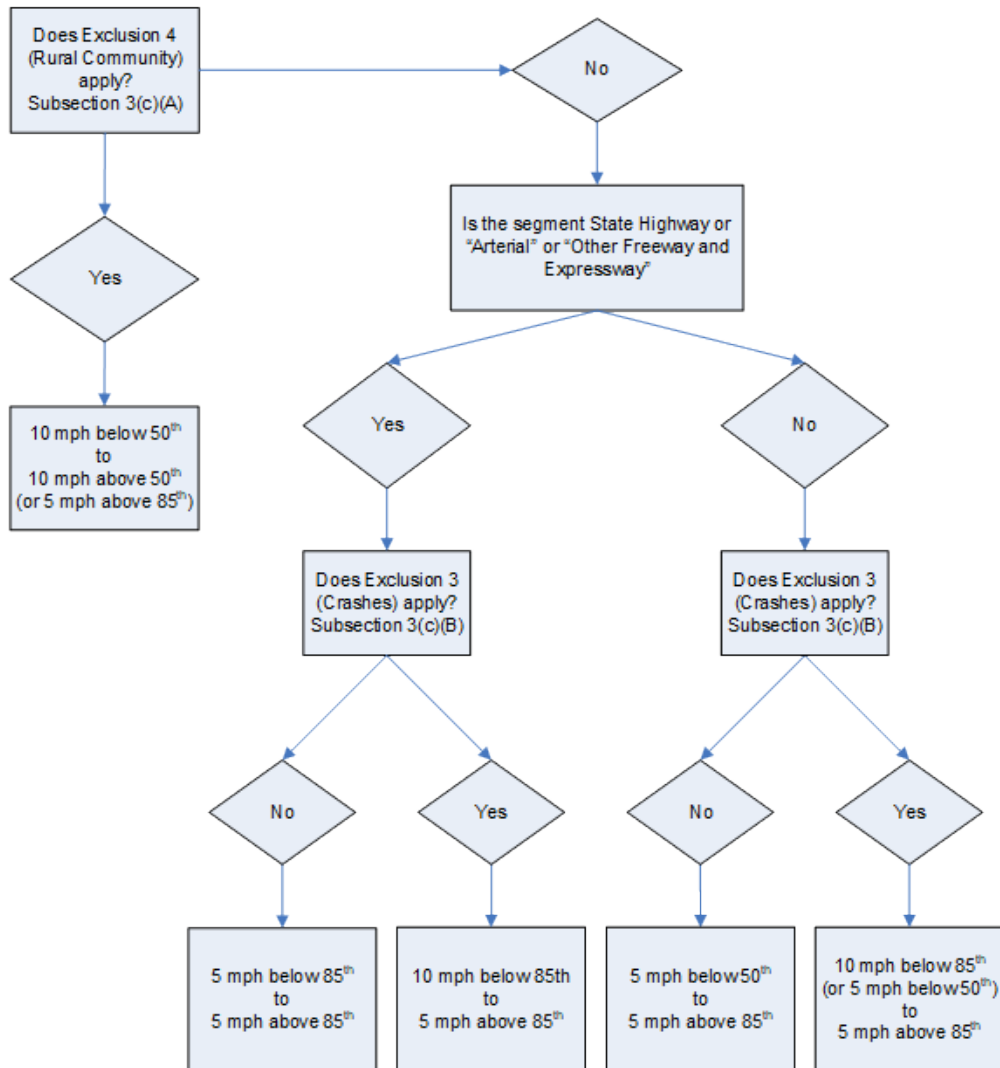 Does Exclusion 4
(Rural Community)
apply?
Subsection 3(c)(A)
No
Yes
Is the segment State Highway or
“Arterial” or “Other Freeway and
Expressway”
10 mph below 50th
to
10 mph above 50th
(or 5 mph above 85th)
Yes
No
Does Exclusion 3
(Crashes) apply?
Subsection 3(c)(B)
Does Exclusion 3
(Crashes) apply?
Subsection 3(c)(B)
No
Yes
No
Yes
5 mph below 85th
to
5 mph above 85th
10 mph below 85th
to
5 mph above 85th
5 mph below 50th
to
5 mph above 85th
10 mph below 85th
(or 5 mph below 50th)
to
5 mph above 85th